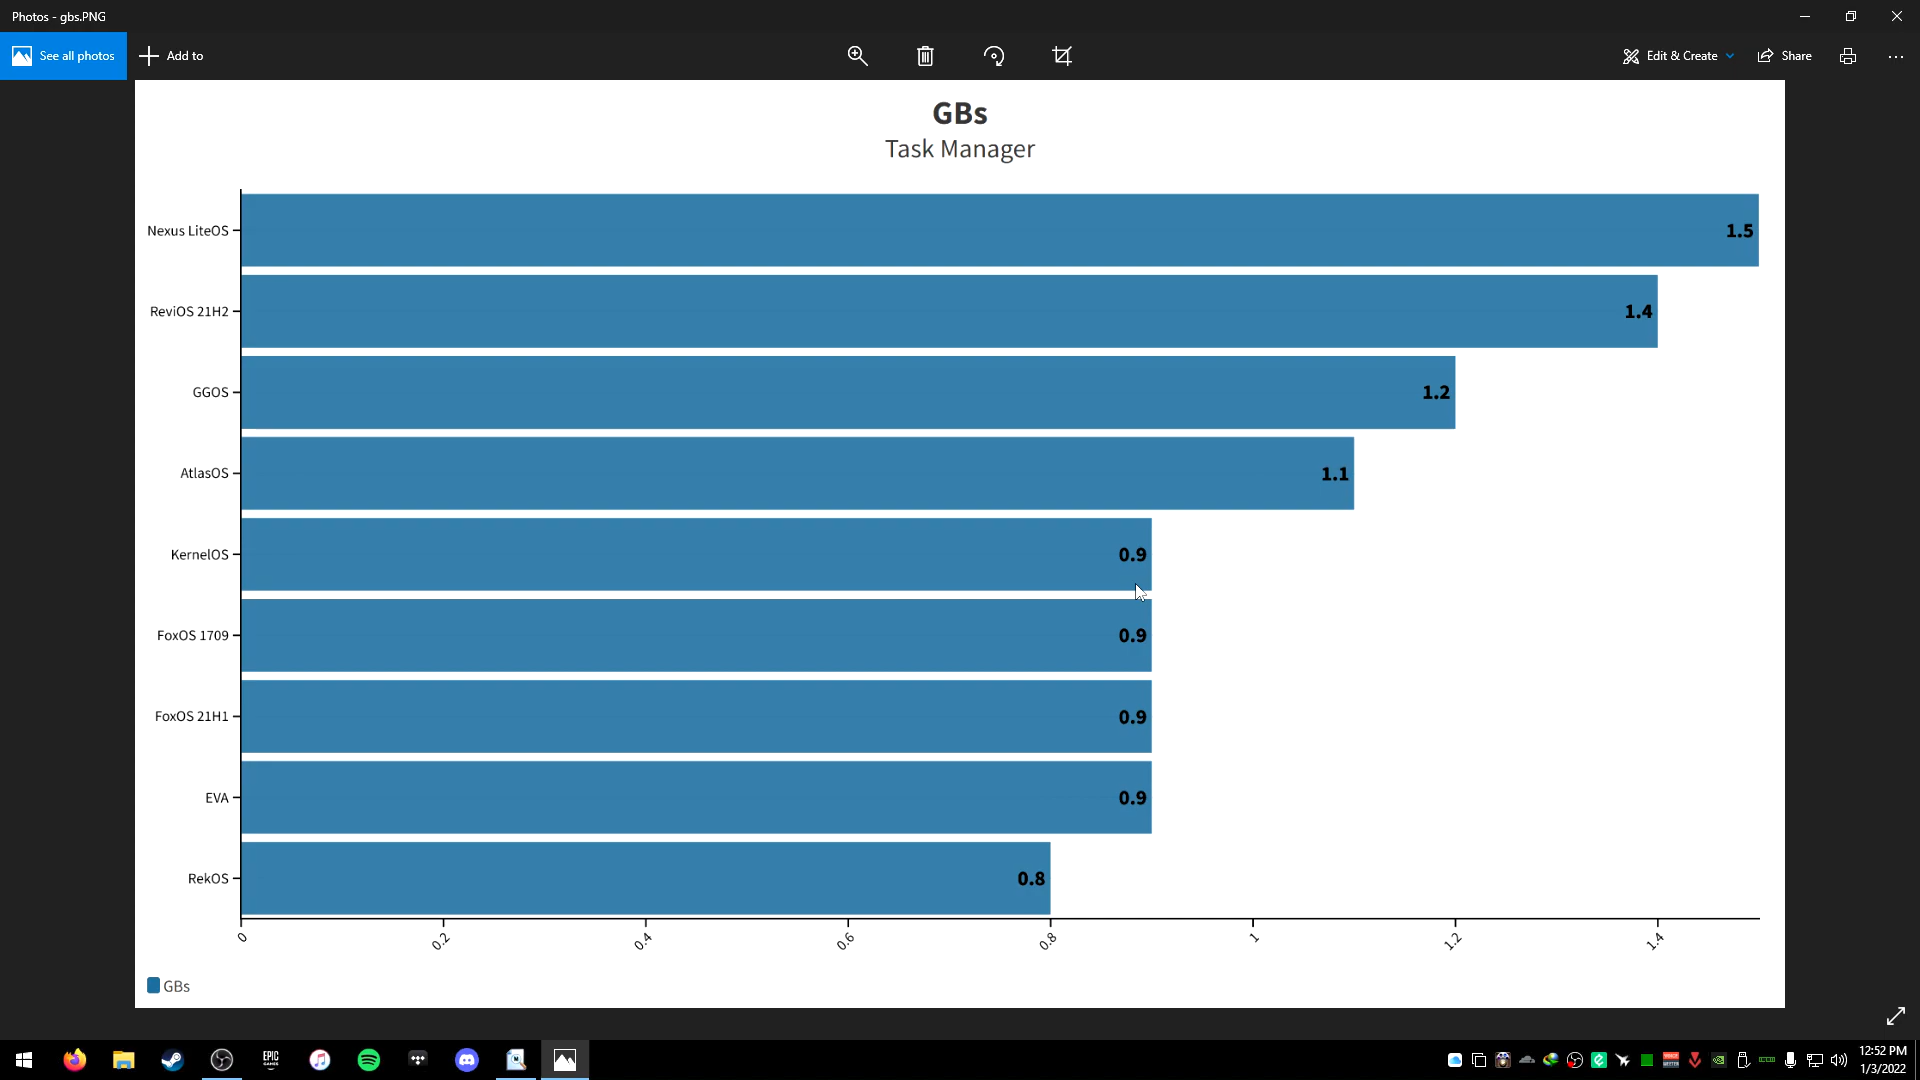 Photos - gbs.PNG
See all photos
Add to
Edit & Create
Share
GBs
Task Manager
Nexus LiteOS
1.5
ReviOS 21H2
1.4
GGOS
1.2
AtlasOS
1.1
KernelOS
0.9
FoxOS 1709
0.9
FoxOS 21H1
0.9
EVA
0.9
RekOS
0.8
0
0.2
0.4
0.6
0.8
1
1.2
1.4
GBs
EPIC
GAMES
12:52 PM
1/3/2022